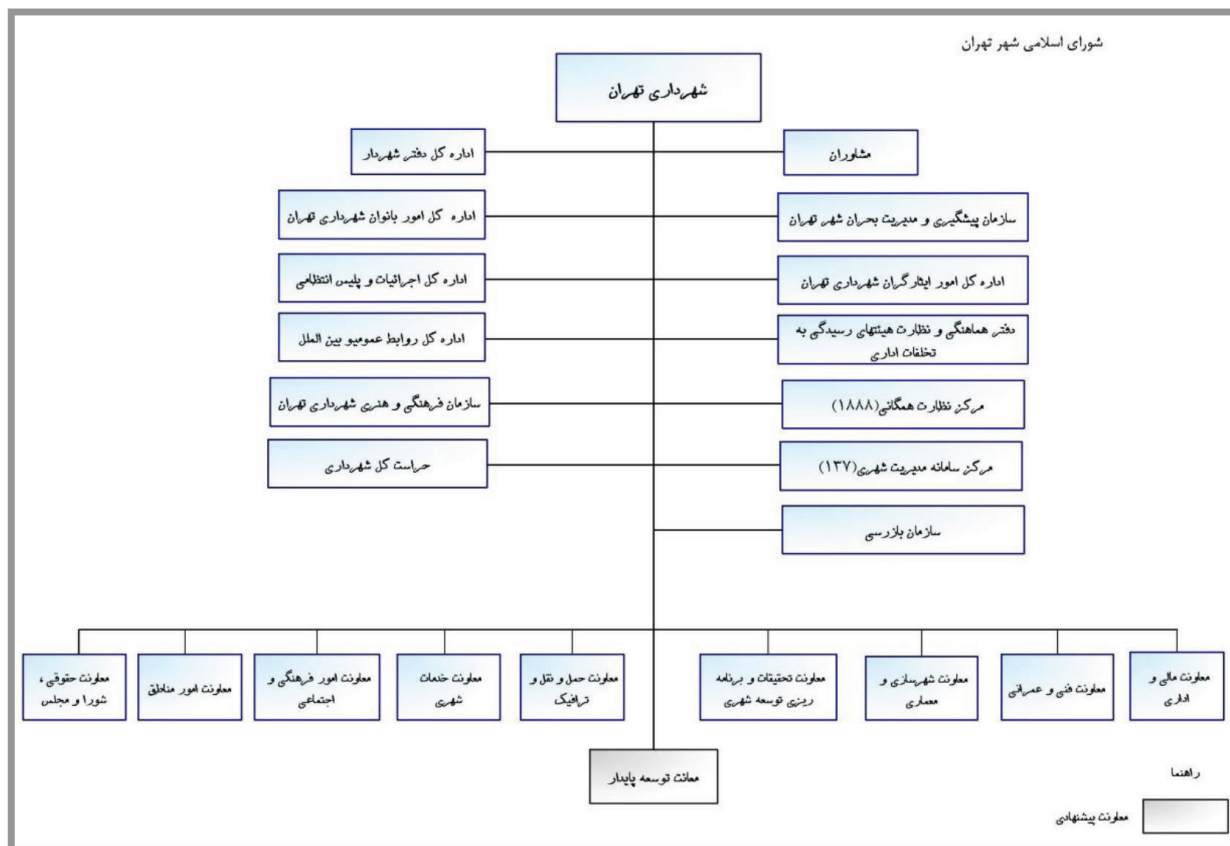 شورای اسلامی شهر تهران
شهرداری تهران
مشاوران
اداره کل دفتر شهردار
سازمان پیشگیری و مدیریت بحران شهر تهران
اداره کل امور بانوان شهرداری تهران
اداره کل امور ایثارگران شهرداری تهران
اداره کل اجرائیات و پلیس انتظامی
دفتر هماهنگی و نظارت هیئتهای رسیدگی به
تخلفات اداری
اداره کل روابط عمومیو بین الملل
مرکز نظارت همگانی(۱۸۸۸)
سازمان فرهنگی و هنری شهرداری تهران
مرکز سامانه مدیریت شهری(۱۳۷)
حراست کل شهرداری
سازمان بازرسی
معاونت مالی و
اداری
معاونت فنی و عمرانی
معاونت شهرسازی و
معماری
معاونت تحقیقات و برنامه
ریزی توسعه شهری
معاونت حمل و نقل و
ترافیک
معاونت خدمات
شهری
معاونت امور فرهنگی و
اجتماعی
معاونت امور مناطق
معاونت حقوقی ،
شورا و مجلس
معانت توسعه پایدار
راهنما
معاونت پیشنهادی